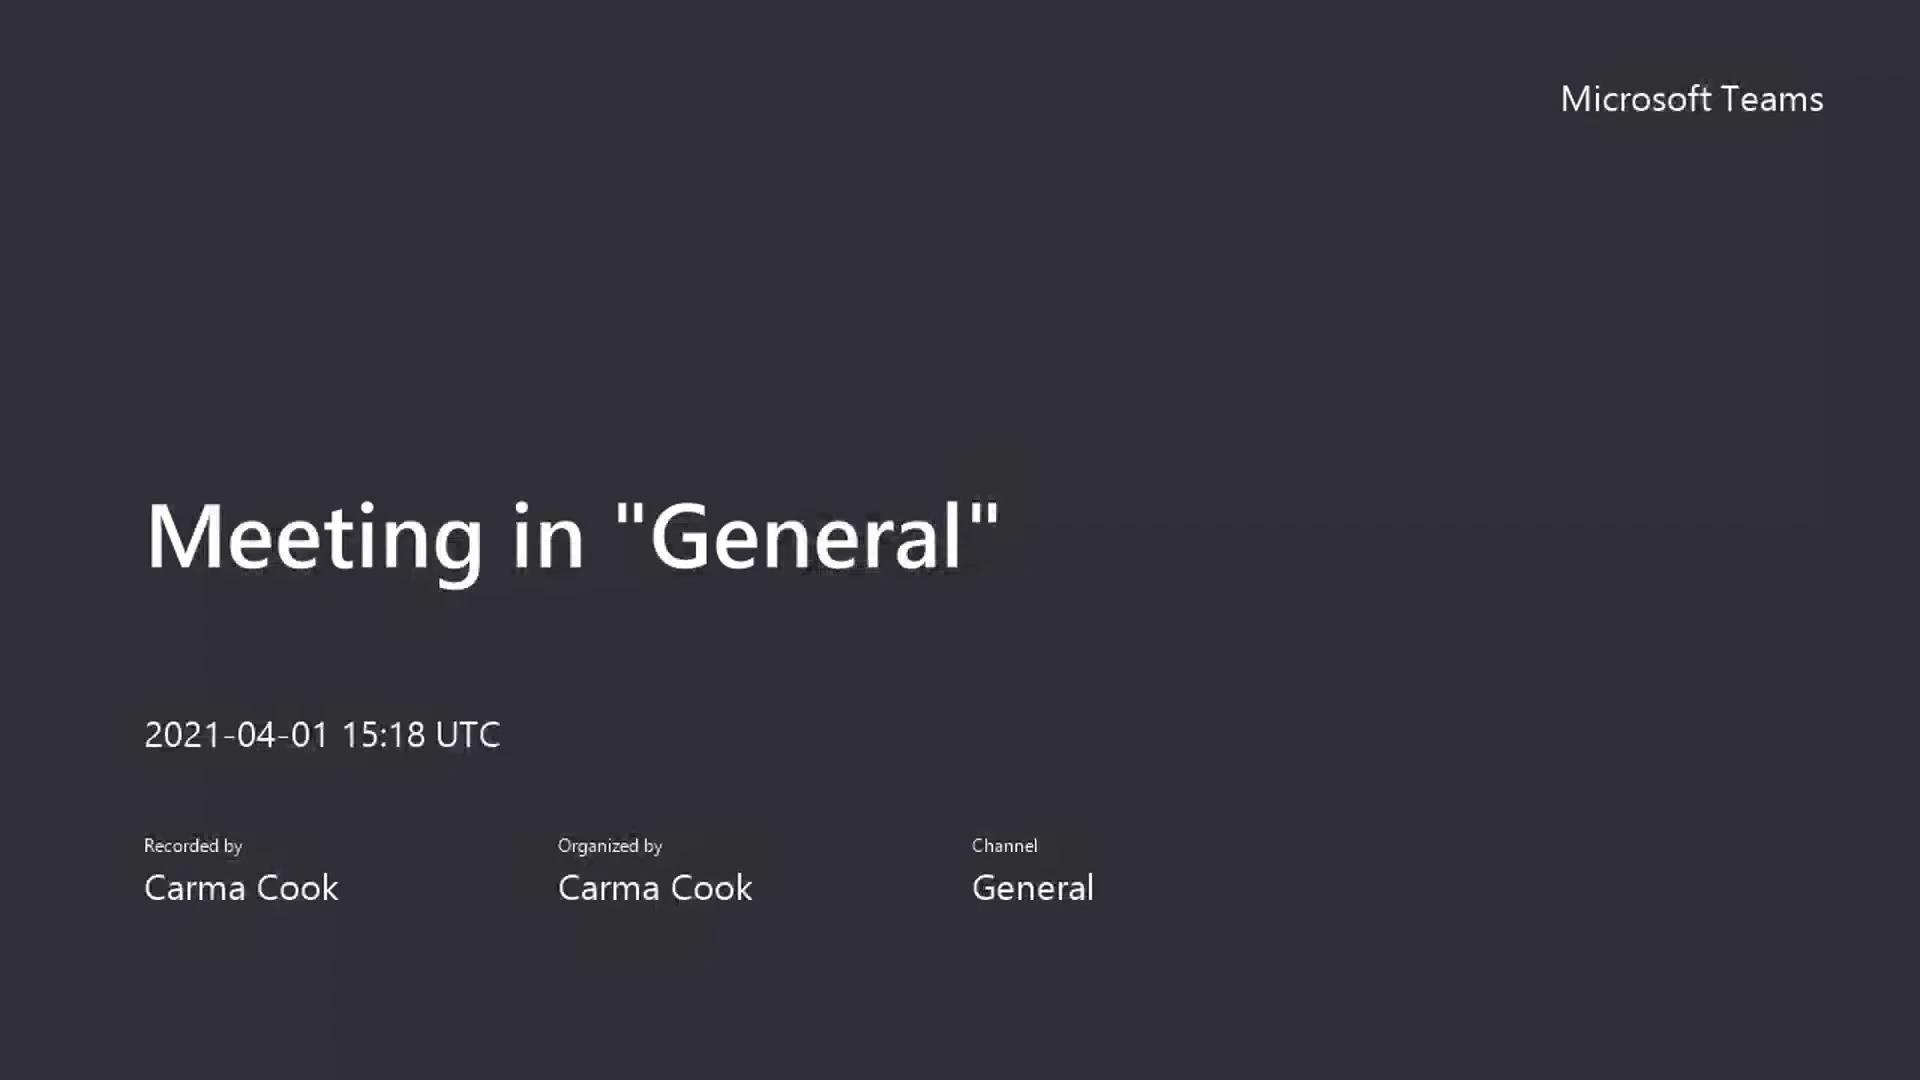 Microsoft Teams
Meeting in "General"
2021-04-01 15:18 UTC
Recorded by
Carma Cook
Organized by
Carma Cook
Channel
General